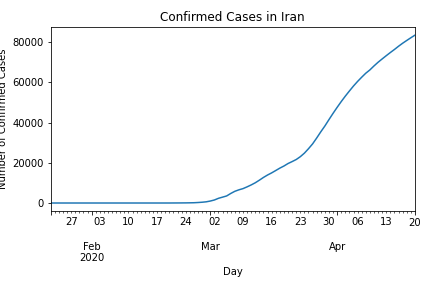 Confirmed Cases in Iran
Number of Confirmed Cases
80000
60000
40000
20000
0
27 03 10 17 24 02 09 16 23 30 06 13 20
Feb Mar Apr
2020
Day